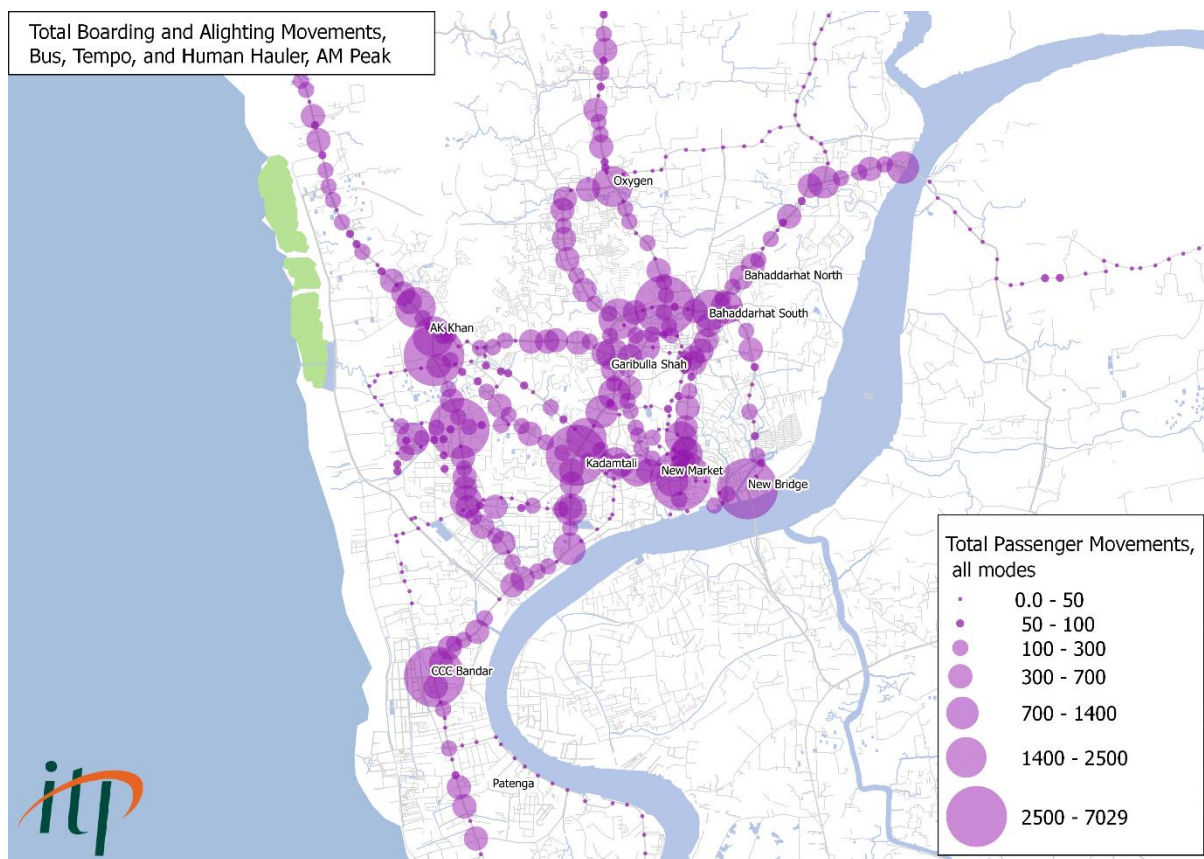 Total Boarding and Alighting Movements,
Bus, Tempo, and Human Hauler, AM Peak
Oxygen
Bahaddarhat North
Bahaddarhat South
AK Khan
Garibulla Shah
Kadamtali
New Market
New Bridge
CCC Bandar
Patenga
Total Passenger Movements,
all modes
0.0 - 50
50 - 100
100 - 300
300 - 700
700 - 1400
1400 - 2500
2500 - 7029
itp